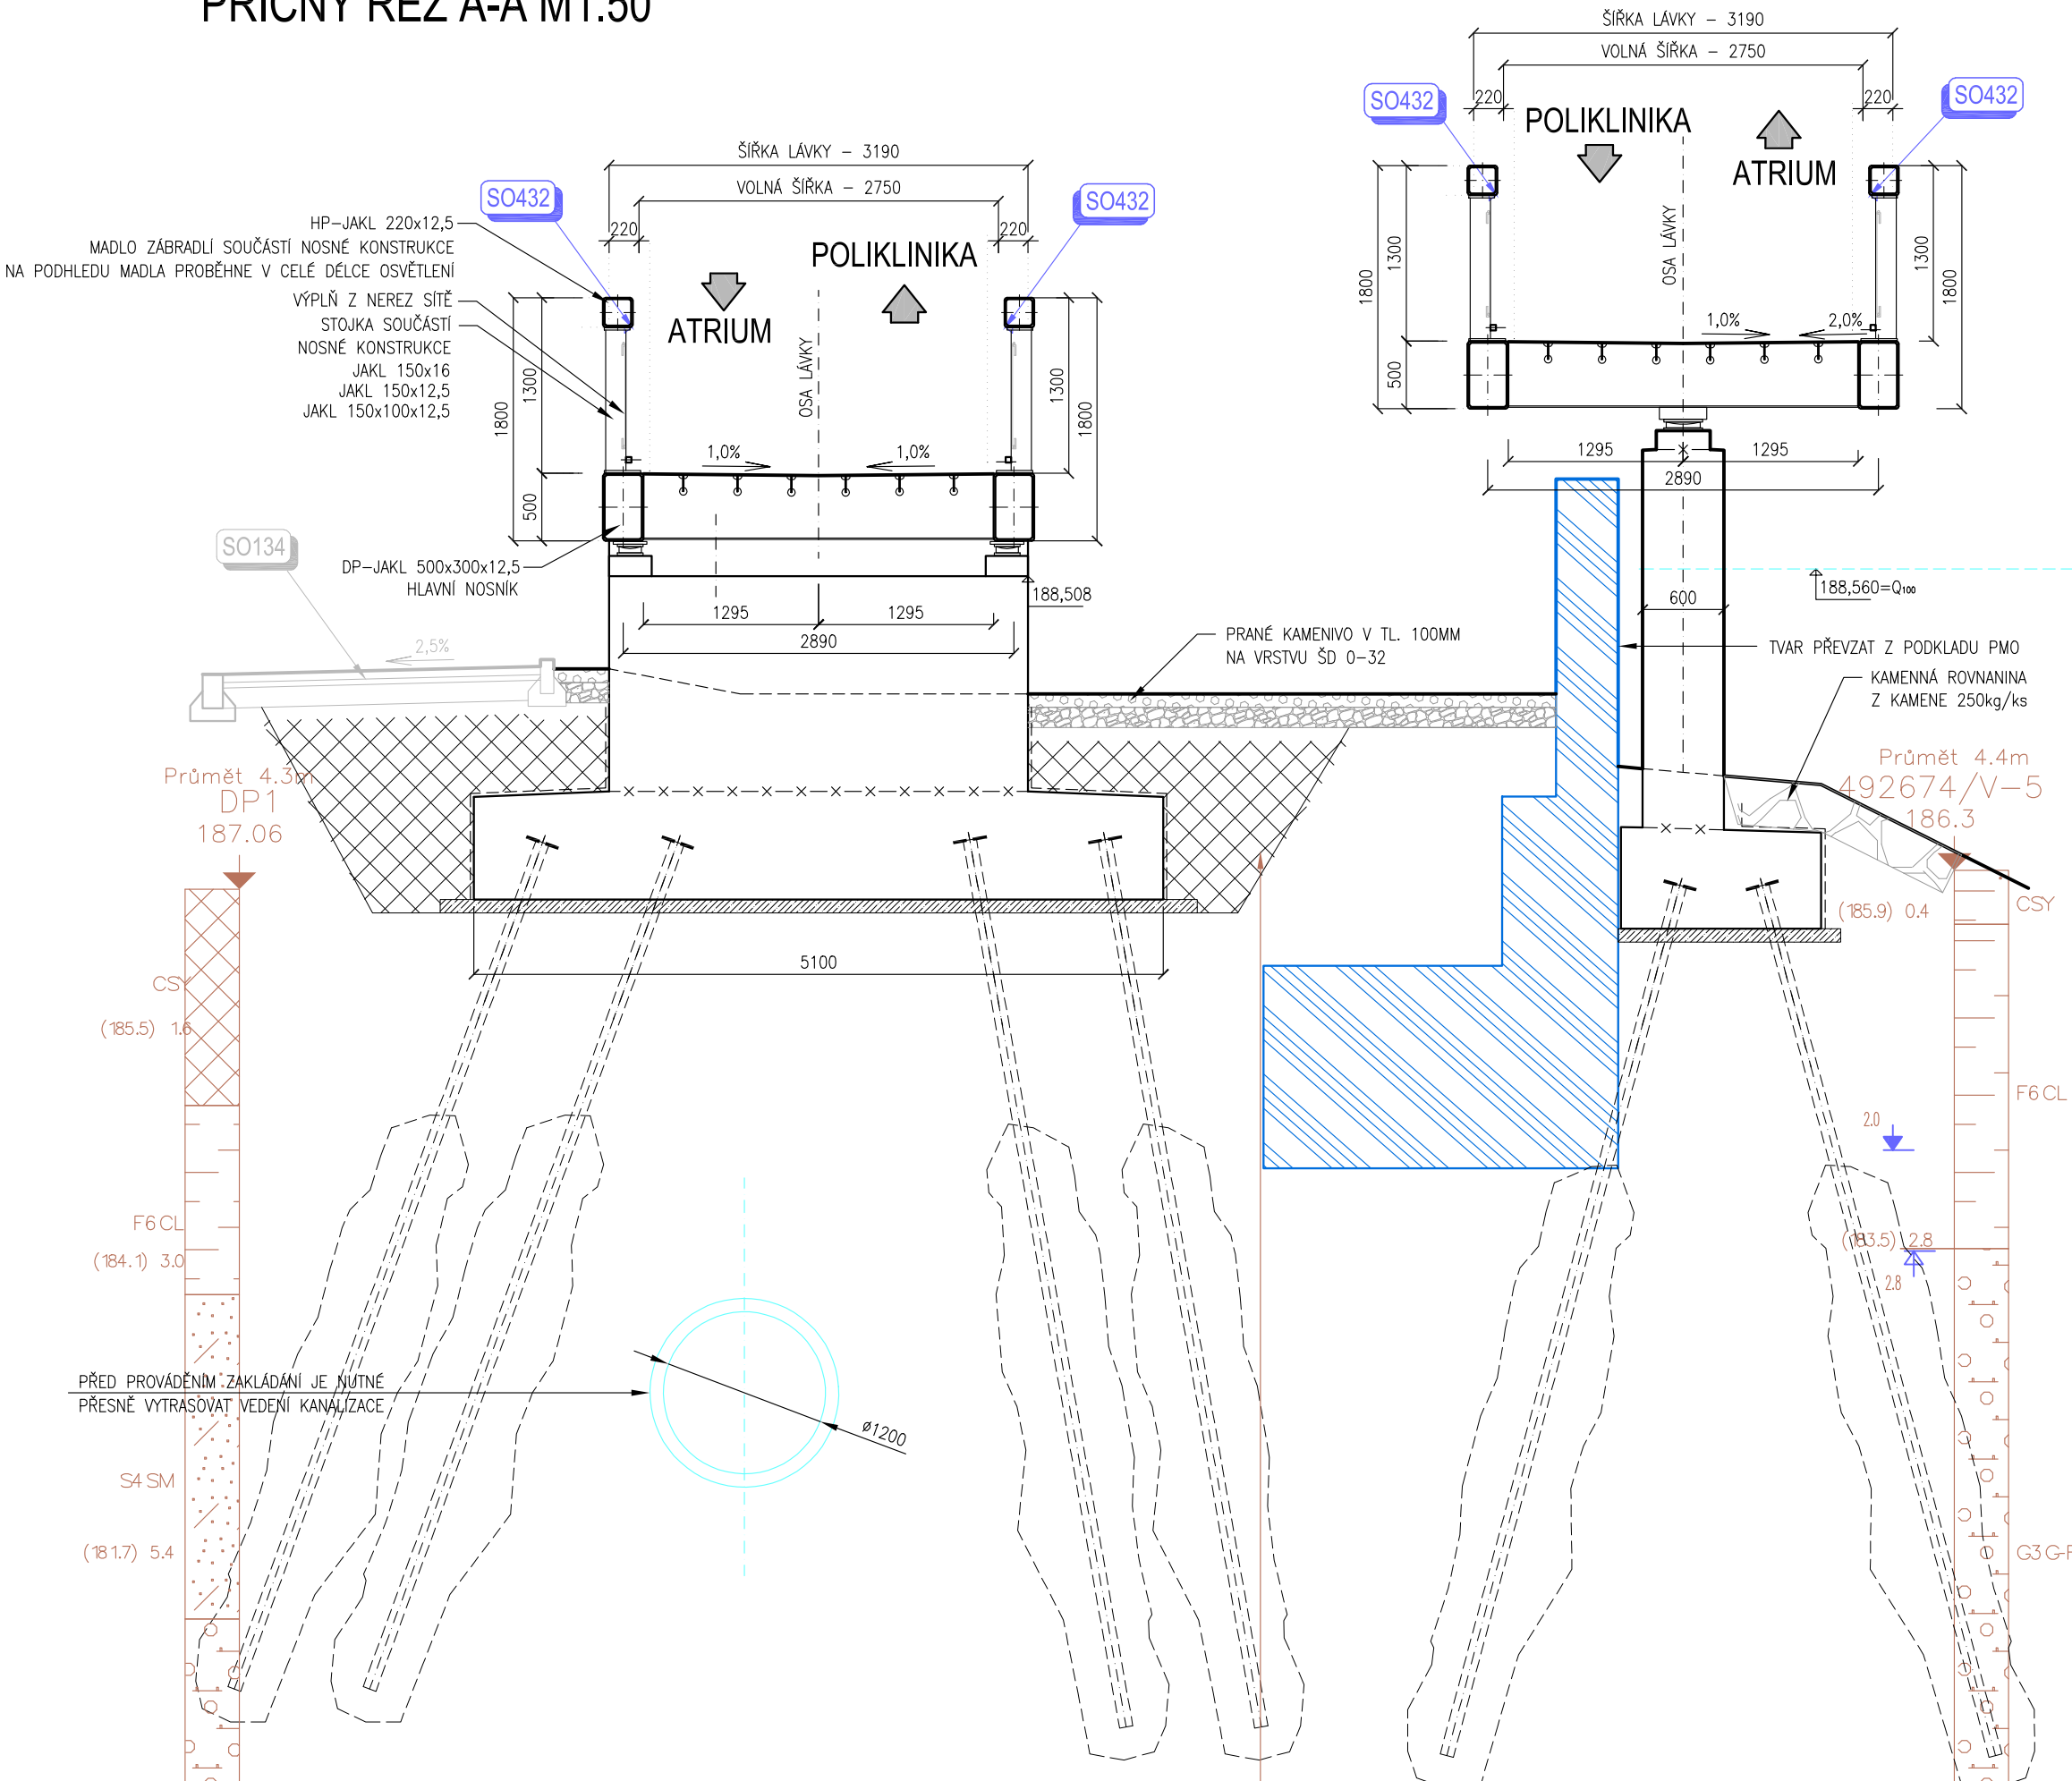 PŘÍČNÝ ŘEZ A-A M1:50
ŠÍŘKA LÁVKY - 3190
VOLNÁ ŠÍŘKA - 2750
220
220
SO432
SO432
HP-JAKL 220x12,5
MADLO ZÁBRADLÍ SOUČÁSTÍ NOSNÉ KONSTRUKCE
NA PODHLEDU MADLA PROBĚHNE V CELÉ DÉLCE OSVĚTLENÍ
VÝPLŇ Z NEREZ SÍTĚ
STOJKA SOUČÁSTÍ
NOSNÉ KONSTRUKCE
JAKL 150x16
JAKL 150x12,5
JAKL 150x100x12,5
POLIKLINIKA
ATRIUM
OSA LÁVKY
1800
1300
500
1300
1800
1,0%
1,0%
SO134
DP-JAKL 500x300x12,5
HLAVNÍ NOSNÍK
188,508
1295
1295
2890
2,5%
PRANÉ KAMENIVO V TL. 100MM
NA VRSTVU ŠD 0-32
ŠÍŘKA LÁVKY - 3190
VOLNÁ ŠÍŘKA - 2750
220
220
SO432
SO432
POLIKLINIKA
ATRIUM
OSA LÁVKY
1800
1300
500
1300
1800
1,0%
2,0%
1295
1295
2890
188,560=Q100
600
TVAR PŘEVZAT Z PODKLADU PMO
KAMENNÁ ROVNANINA
Z KAMENE 250kg/ks
Průmět 4.3m
DP1
187.06
Průmět 4.4m
492674/V-5
186.3
(185.9) 0.4
CSY
5100
CSY
(185.5) 1.6
F6 CL
2.0
F6 CL
(184.1) 3.0
(183.5) 2.8
2.8
PŘED PROVÁDĚNÍM ZAKLÁDÁNÍ JE NUTNÉ
PŘESNĚ VYTRASOVAT VEDENÍ KANALIZACE
ø1200
S4 SM
(181.7) 5.4
G3 G-F